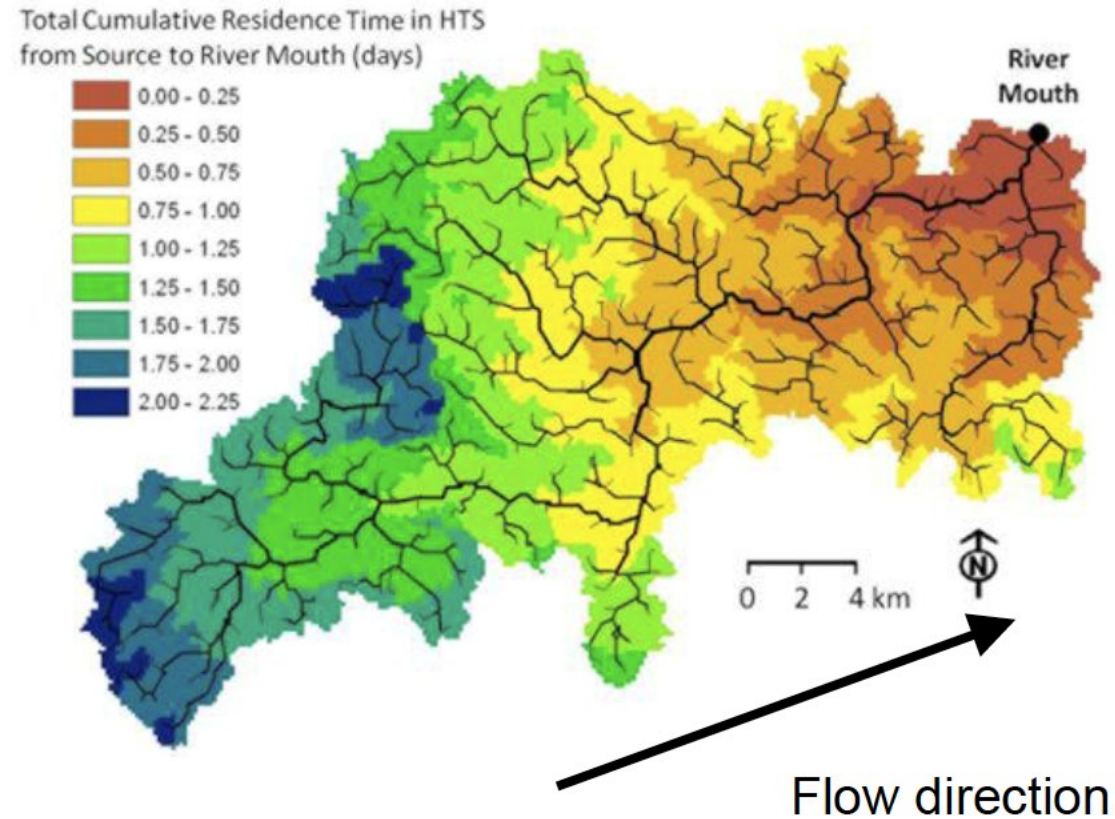 Total Cumulative Residence Time in HTS
from Source to River Mouth (days)
0.00 - 0.25
0.25 - 0.50
0.50 - 0.75
0.75 - 1.00
1.00 - 1.25
1.25 - 1.50
1.50 - 1.75
1.75 - 2.00
2.00 - 2.25
River
Mouth
N
0 2 4 km
Flow direction